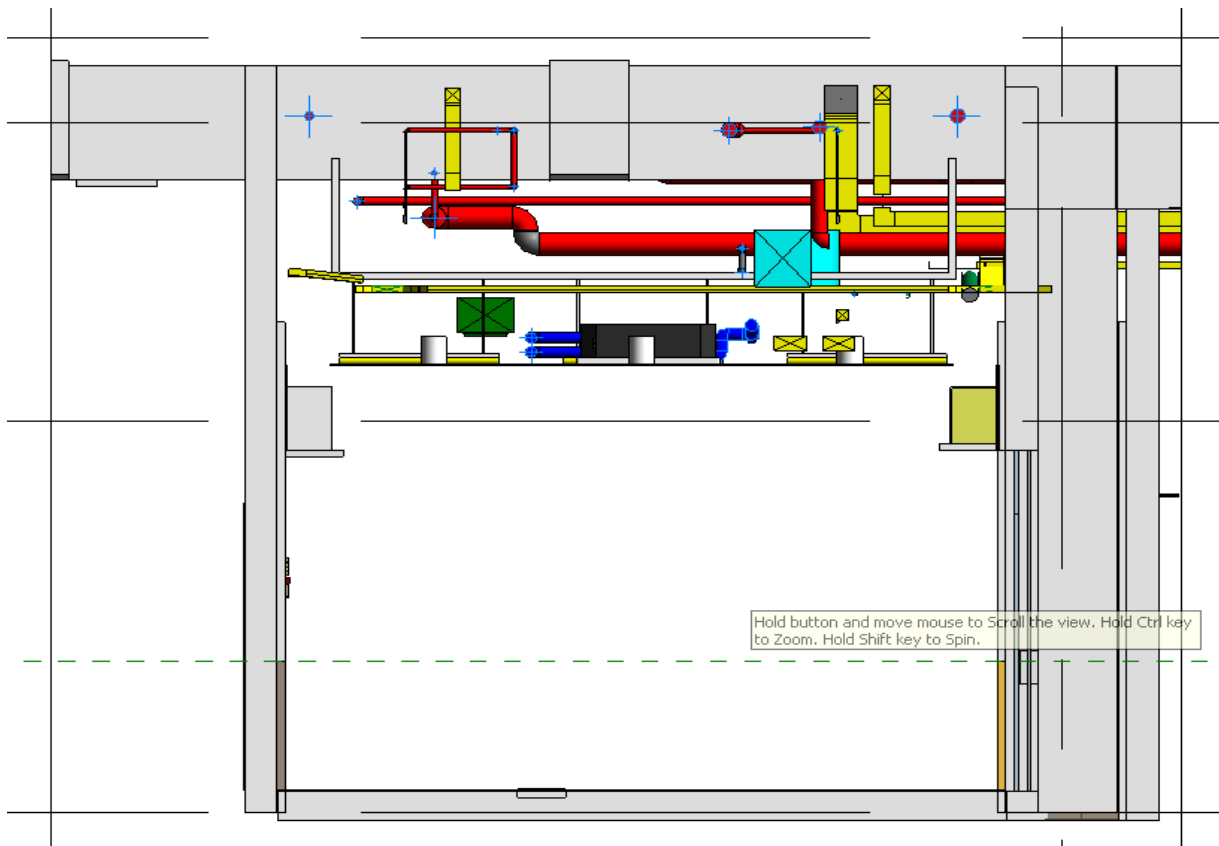 Hold button and move mouse to Scroll the view. Hold Ctrl key
to Zoom. Hold Shift key to Spin.